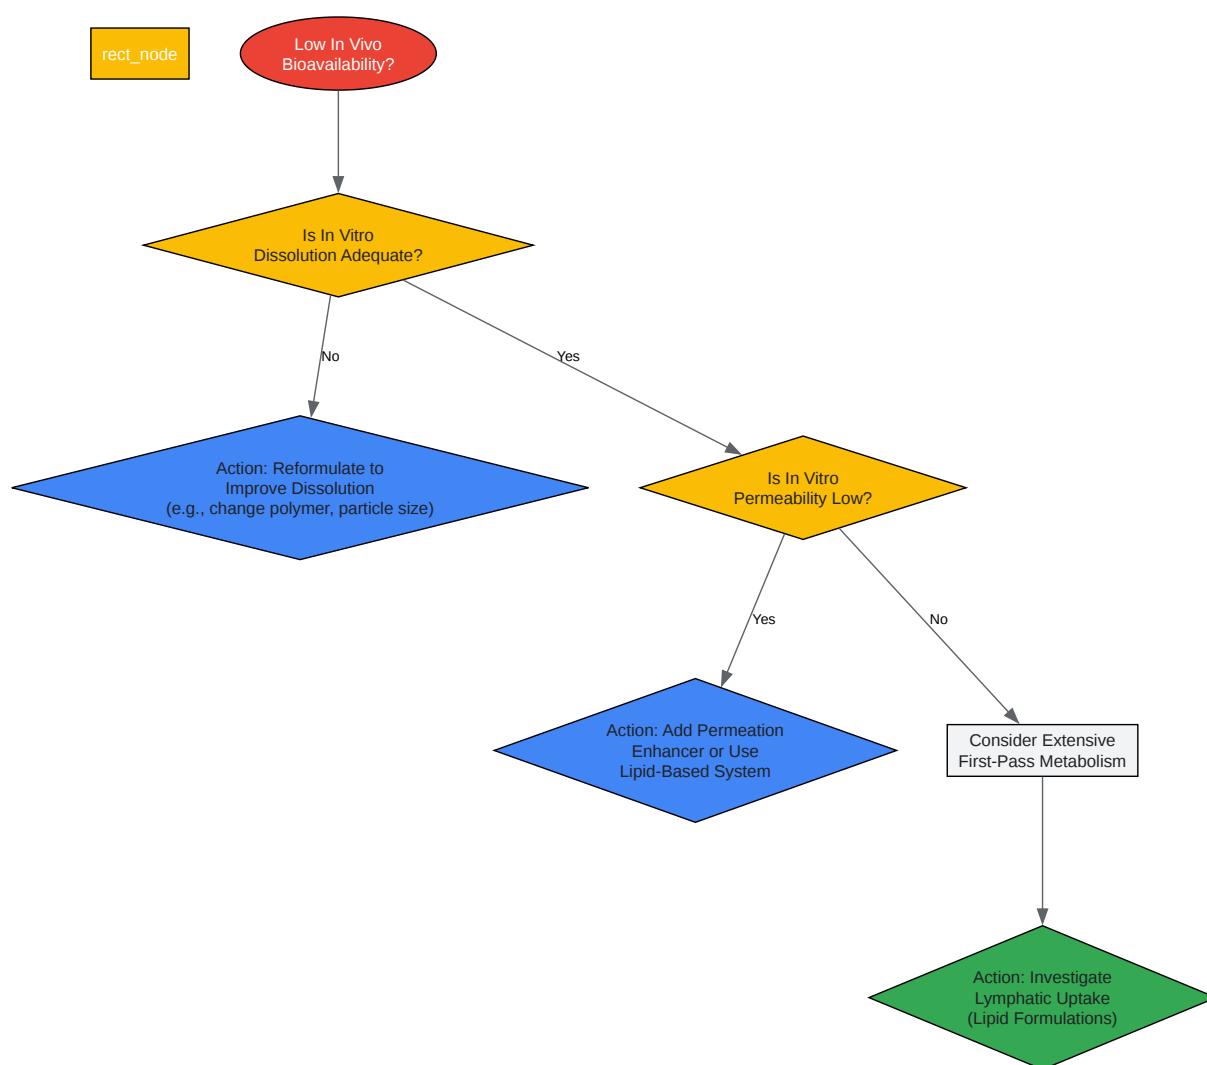 rect_node
Low In Vivo
Bioavailability?
Is In Vitro
Dissolution Adequate?
No
Yes
Action: Reformulate to
Improve Dissolution
(e.g., change polymer, particle size)
Is In Vitro
Permeability Low?
Yes
No
Action: Add Permeation
Enhancer or Use
Lipid-Based System
Consider Extensive
First-Pass Metabolism
Action: Investigate
Lymphatic Uptake
(Lipid Formulations)